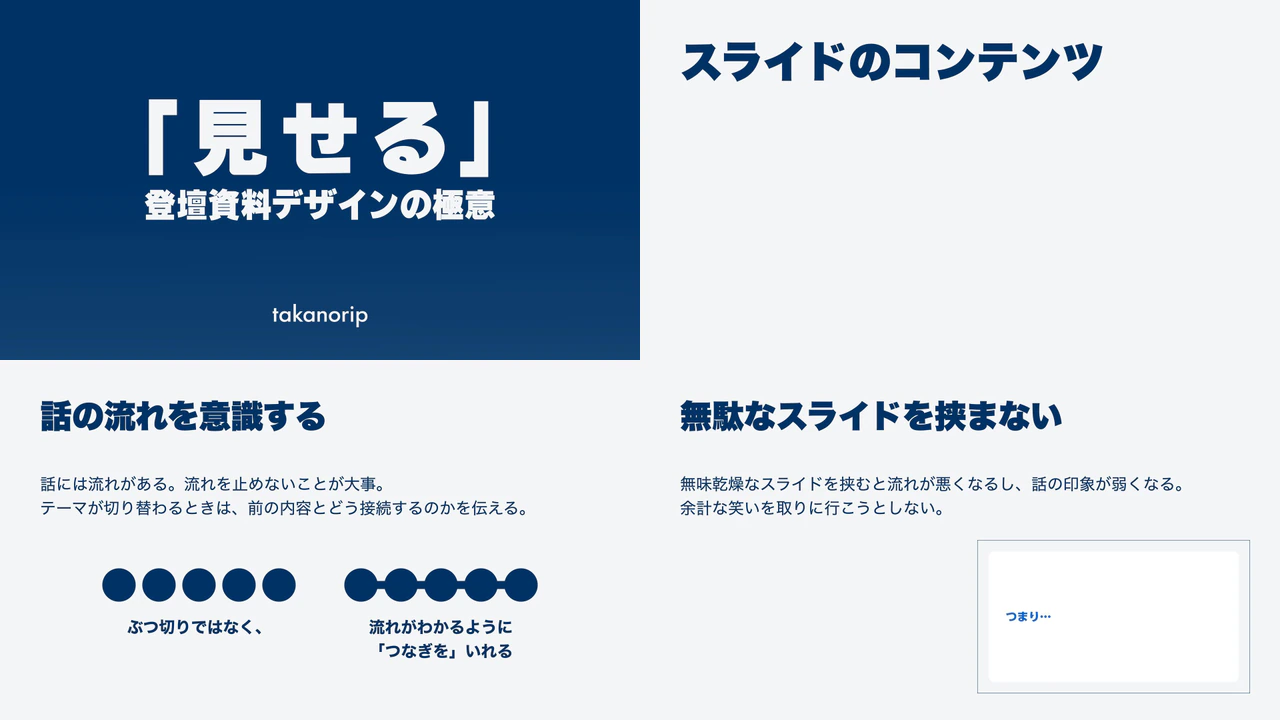 「見せる」
登壇資料デザインの極意
takanorip
スライドのコンテンツ
話の流れを意識する
話には流れがある。流れを止めないことが大事。
テーマが切り替わるときは、前の内容とどう接続するのかを伝える。
ぶつ切りではなく、
流れがわかるように
「つなぎを」いれる
無駄なスライドを挟まない
無味乾燥なスライドを挟むと流れが悪くなるし、話の印象が弱くなる。
余計な笑いを取りに行こうとしない。
つまり…